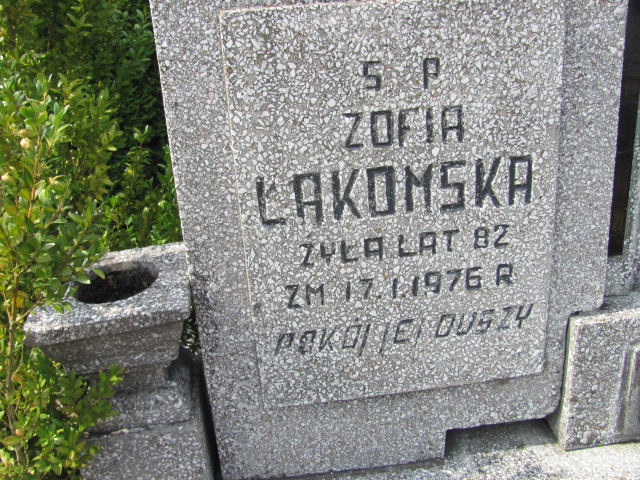 S P
ZOFIA
ŁAKOMSKA
ŻYŁA LAT 82
ZM 17.1.1976 R
POKÓJ JEJ DUSZY